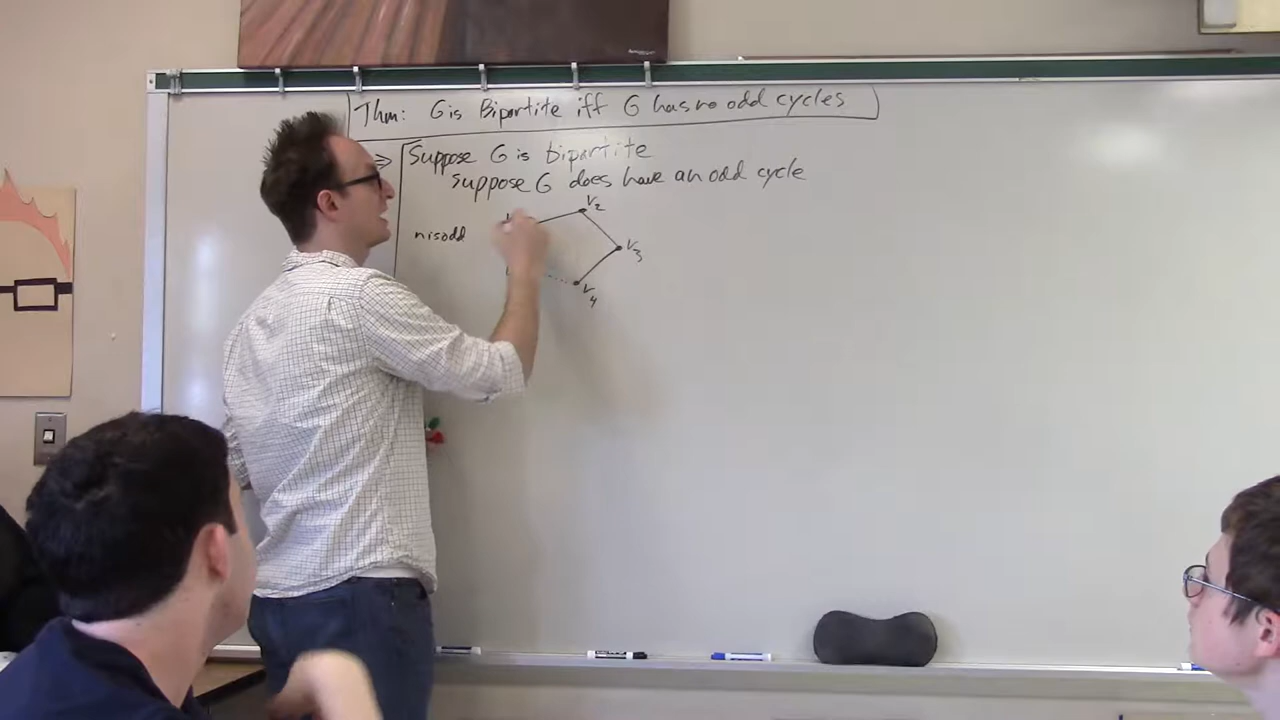 Thm: G is Bipartite iff G has no odd cycles
⇒ Suppose G is bipartite
Suppose G does have an odd cycle
V2
n is odd
V3
V4